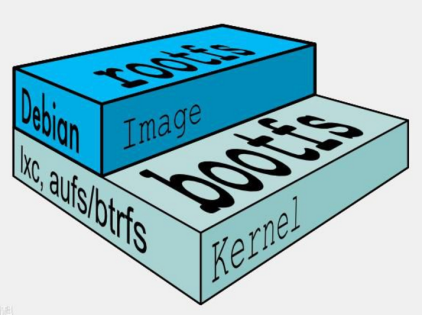 rootfs
Debian
Image
bootfs
lxc, aufs/btrfs
Kernel